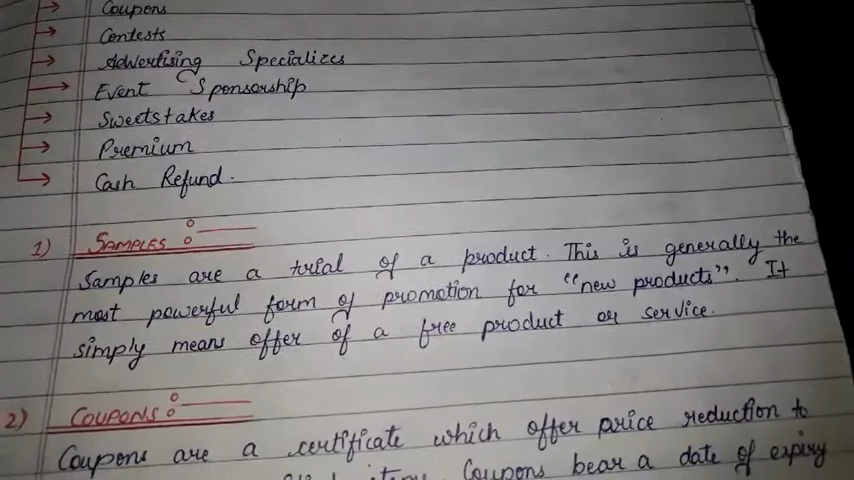 Coupons
Contests
Advertising Specializes
Event Sponsorship
Sweetstakes
Premium
Cash Refund.
1) SAMPLES :-
Samples are a trial of a product. This is generally the
most powerful form of promotion for "new products". It
simply means offer of a free product or service.
2) COUPONS :-
Coupons are a certificate which offer price reduction to
Coupons bear a date of expiry